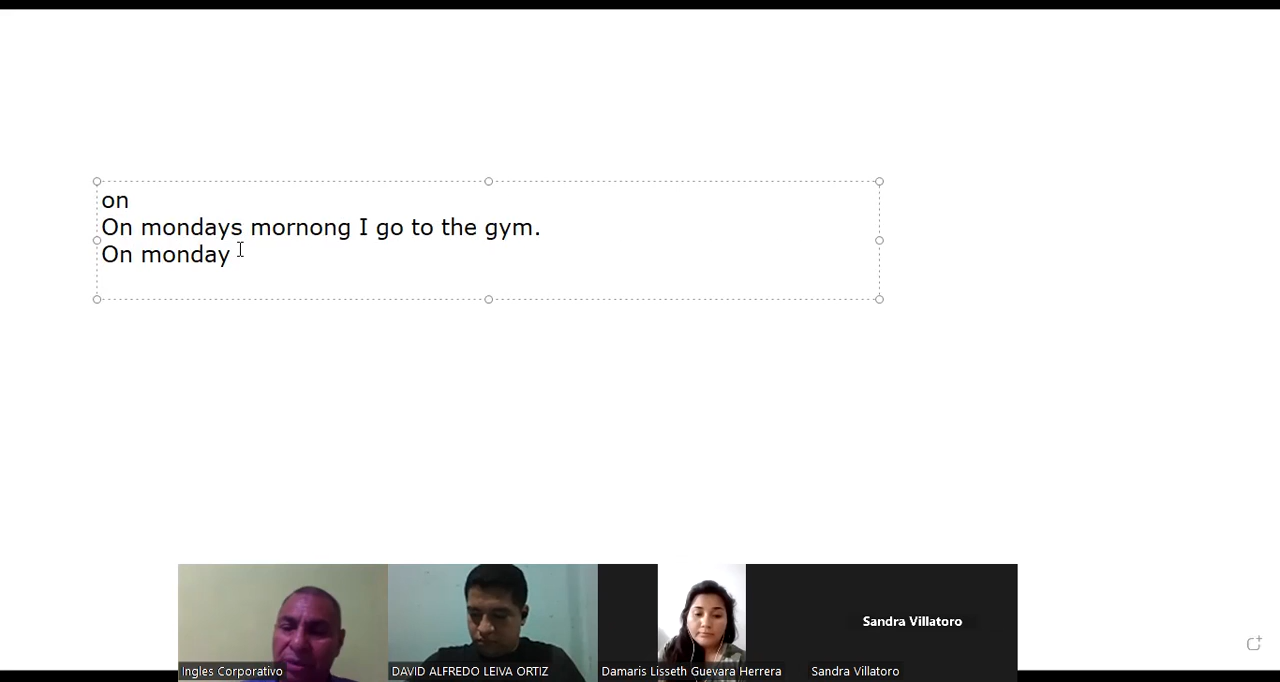 on
On mondays mornong I go to the gym.
On monday
Sandra Villatoro
Ingles Corporativo
DAVID ALFREDO LEIVA ORTIZ
Damaris Lisseth Guevara Herrera
Sandra Villatoro